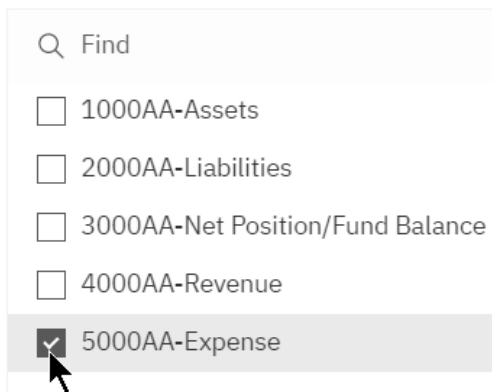 Find
1000AA-Assets
2000AA-Liabilities
3000AA-Net Position/Fund Balance
4000AA-Revenue
5000AA-Expense